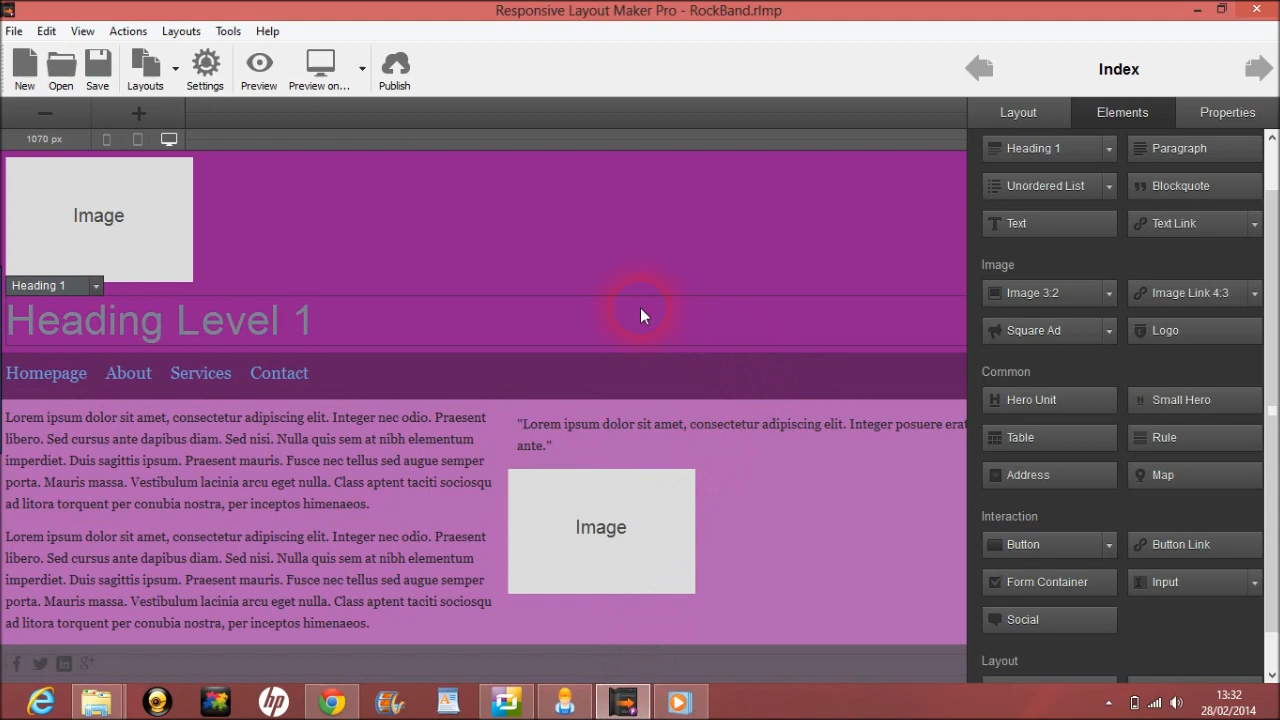 Responsive Layout Maker Pro - RockBand.rlmp
File Edit View Actions Layouts Tools Help
New Open Save Layouts Settings Preview Preview on... Publish
Index
Layout Elements Properties
1070 px
Heading 1 Paragraph
Unordered List Blockquote
Text Text Link
Image
Image 3:2 Image Link 4:3
Square Ad Logo
Common
Hero Unit Small Hero
Table Rule
Address Map
Interaction
Button Button Link
Form Container Input
Social
Layout
Image
Heading 1
Heading Level 1
Homepage About Services Contact
Lorem ipsum dolor sit amet, consectetur adipiscing elit. Integer nec odio. Praesent
libero. Sed cursus ante dapibus diam. Sed nisi. Nulla quis sem at nibh elementum
imperdiet. Duis sagittis ipsum. Praesent mauris. Fusce nec tellus sed augue semper
porta. Mauris massa. Vestibulum lacinia arcu eget nulla. Class aptent taciti sociosqu
ad litora torquent per conubia nostra, per inceptos himenaeos.
Lorem ipsum dolor sit amet, consectetur adipiscing elit. Integer nec odio. Praesent
libero. Sed cursus ante dapibus diam. Sed nisi. Nulla quis sem at nibh elementum
imperdiet. Duis sagittis ipsum. Praesent mauris. Fusce nec tellus sed augue semper
porta. Mauris massa. Vestibulum lacinia arcu eget nulla. Class aptent taciti sociosqu
ad litora torquent per conubia nostra, per inceptos himenaeos.
"Lorem ipsum dolor sit amet, consectetur adipiscing elit. Integer posuere erat
ante."
Image
13:32
28/02/2014